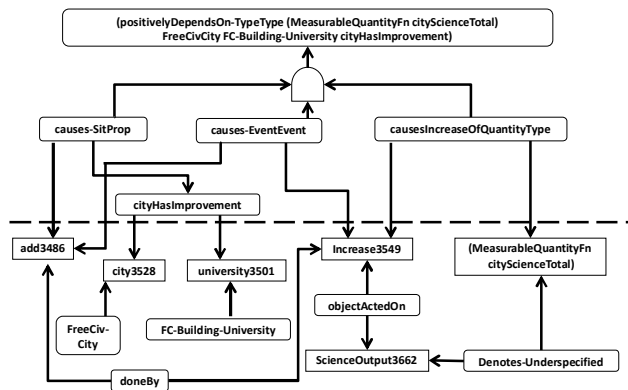 (positivelyDependsOn-TypeType (MeasurableQuantityFn cityScienceTotal)
FreeCivCity FC-Building-University cityHasImprovement)
causes-SitProp
causes-EventEvent
causesIncreaseOfQuantityType
cityHasImprovement
add3486
city3528
university3501
Increase3549
(MeasurableQuantityFn
cityScienceTotal)
FreeCiv-
City
FC-Building-University
objectActedOn
doneBy
ScienceOutput3662
Denotes-Underspecified